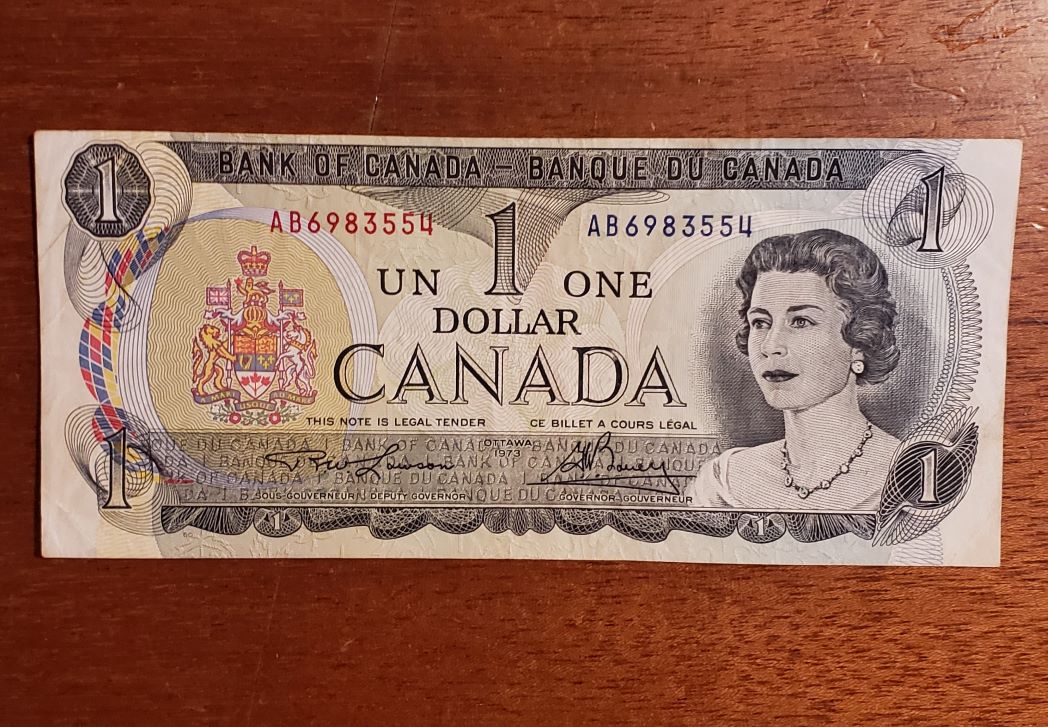 BANK OF CANADA – BANQUE DU CANADA
1 1 1
AB6983554 AB6983554
UN ONE
DOLLAR
CANADA
THIS NOTE IS LEGAL TENDER CE BILLET A COURS LÉGAL
OTTAWA
1973
SOUS-GOUVERNEUR DEPUTY GOVERNOR GOVERNOR GOUVERNEUR
1 1
1 1